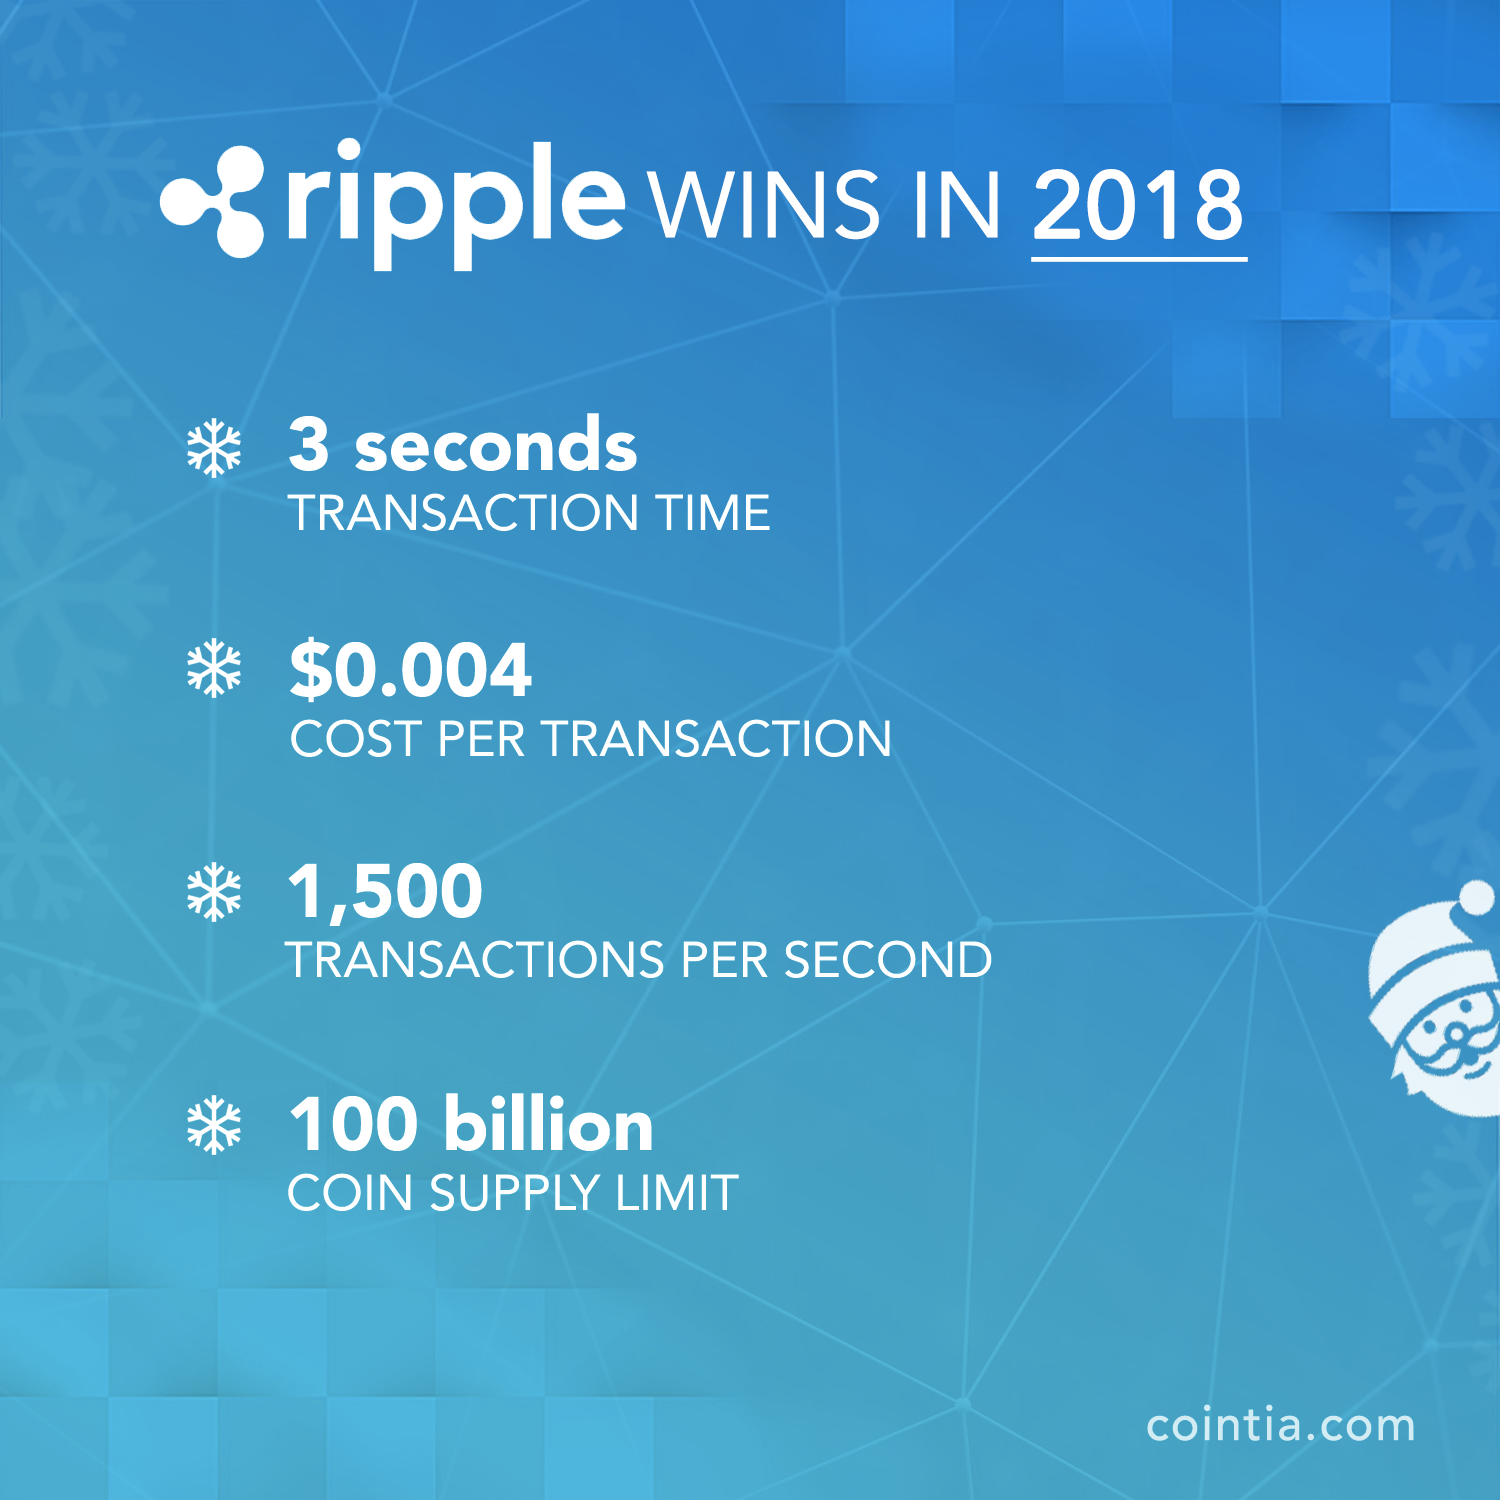 ripple WINS IN 2018
3 seconds
TRANSACTION TIME
$0.004
COST PER TRANSACTION
1,500
TRANSACTIONS PER SECOND
100 billion
COIN SUPPLY LIMIT
cointia.com